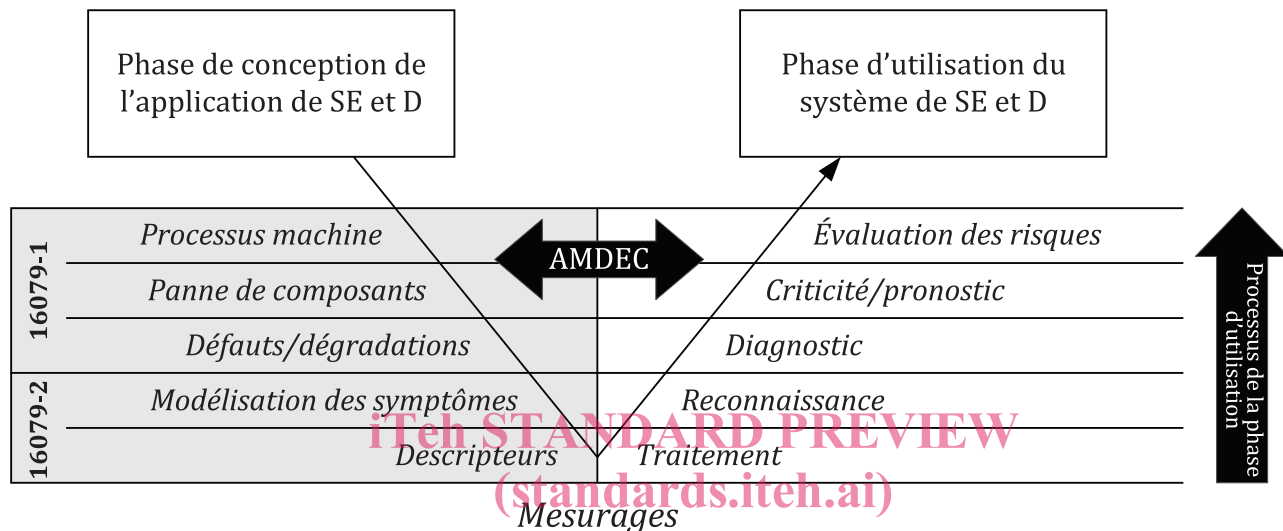 Phase de conception de
l’application de SE et D
Phase d’utilisation du
système de SE et D
16079-1
Processus machine
AMDEC
Évaluation des risques
Panne de composants
Criticité/pronostic
Défauts/dégradations
Diagnostic
16079-2
Modélisation des symptômes
Reconnaissance
Descripteurs
Traitement
Mesurages
Processus de la phase
d’utilisation
iTeh STANDARD PREVIEW
(standards.iteh.ai)